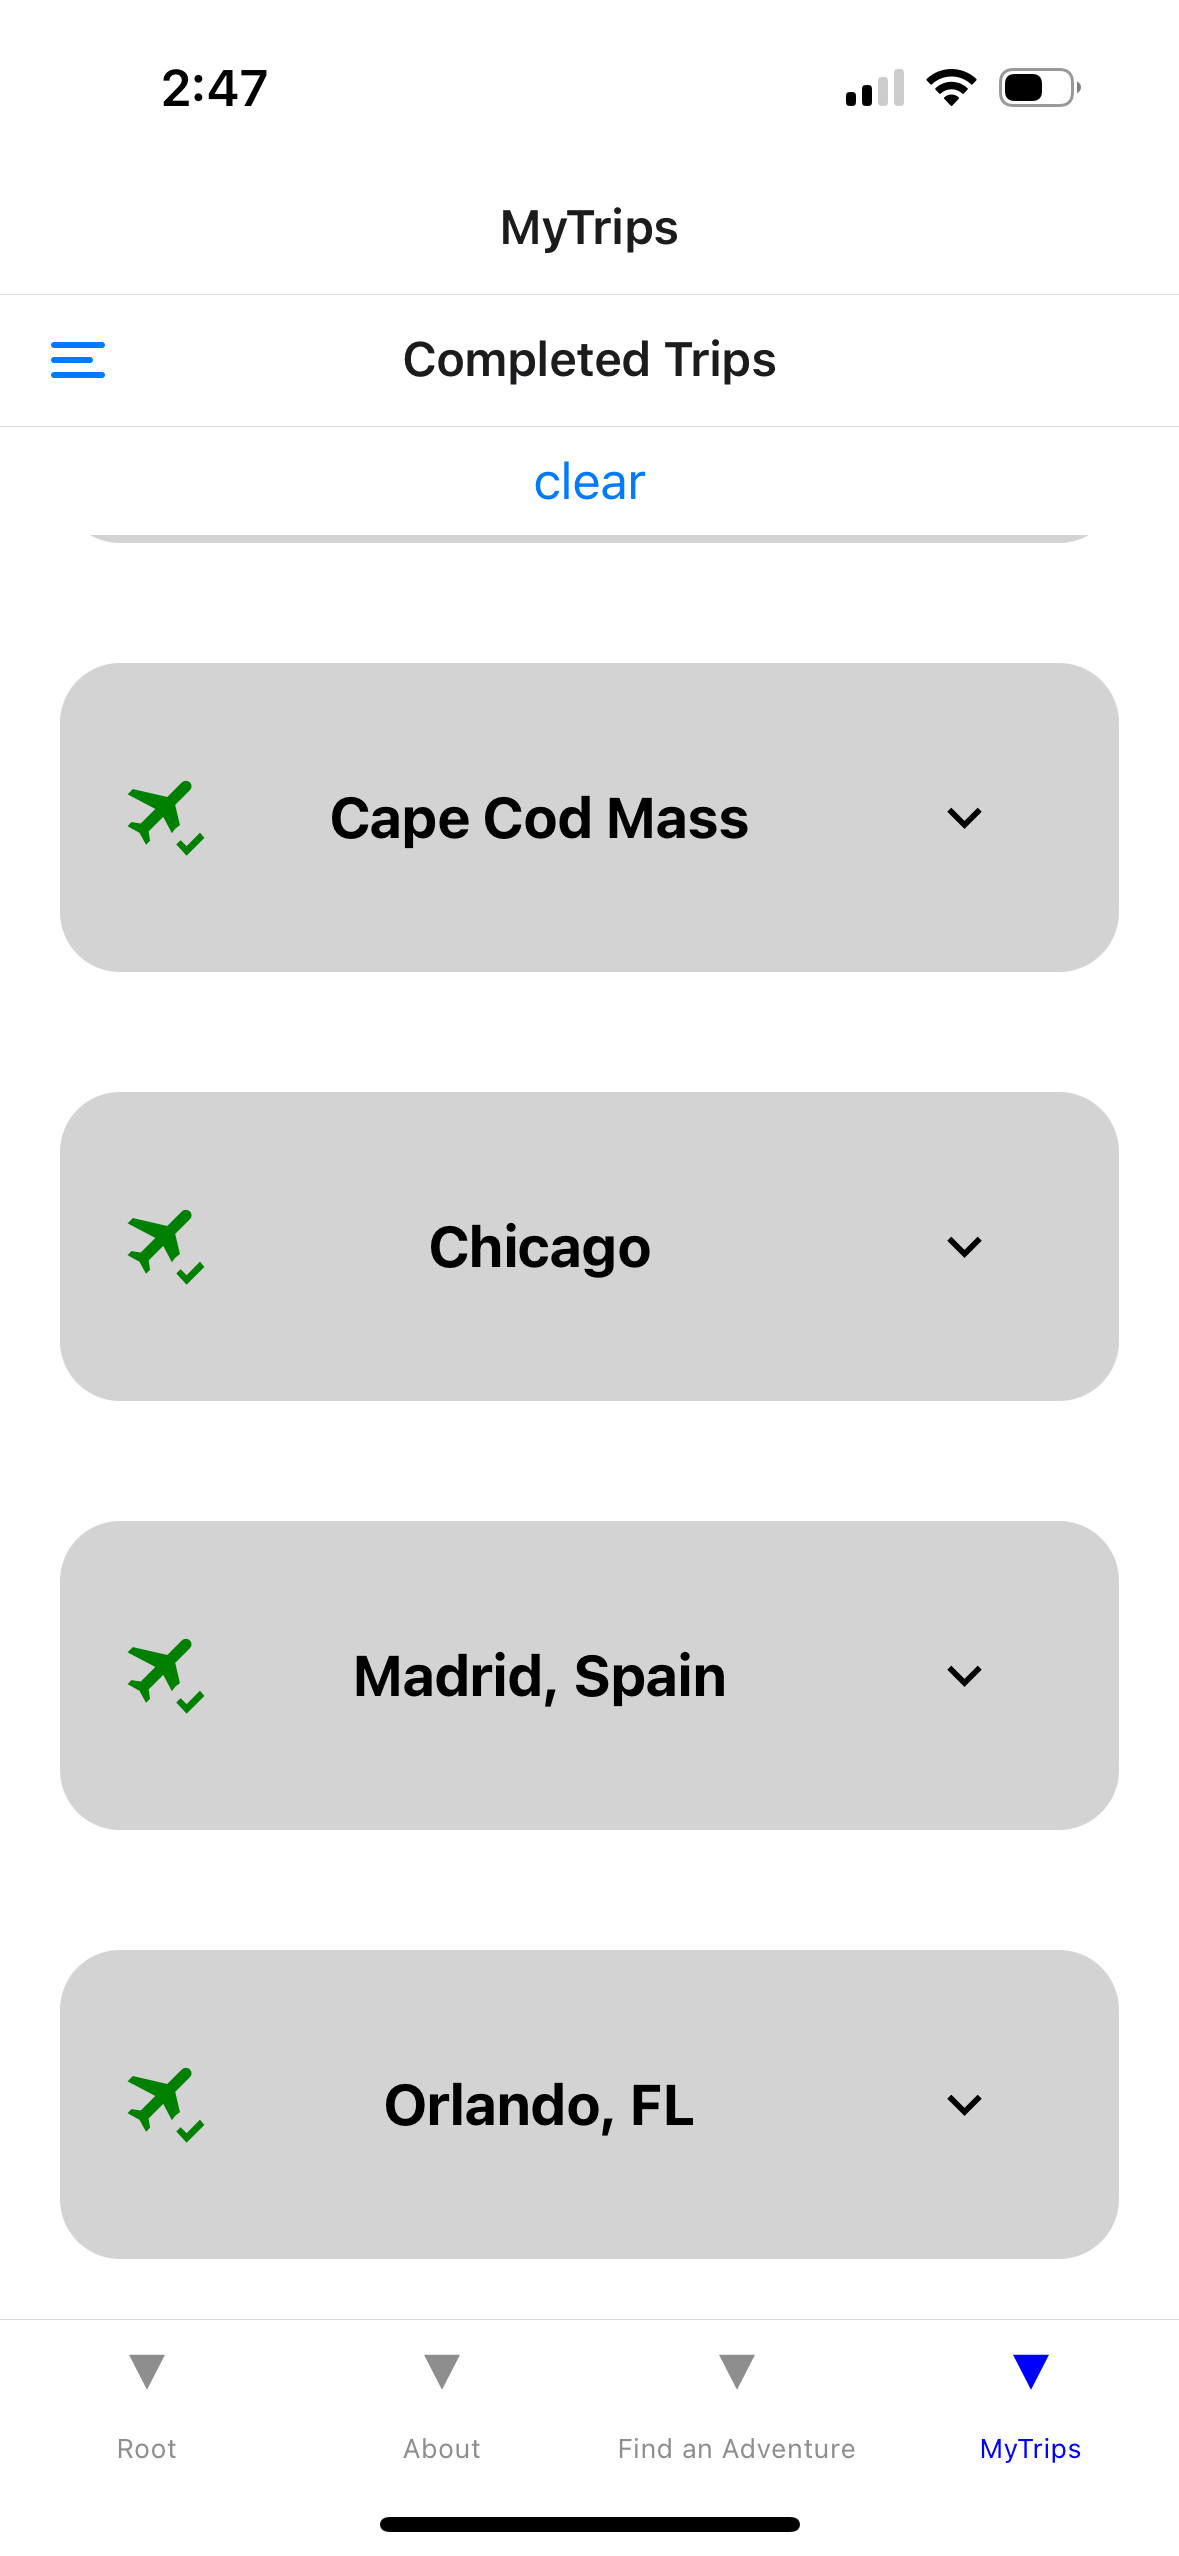 2:47
MyTrips
Completed Trips
clear
Cape Cod Mass
Chicago
Madrid, Spain
Orlando, FL
Root
About
Find an Adventure
MyTrips